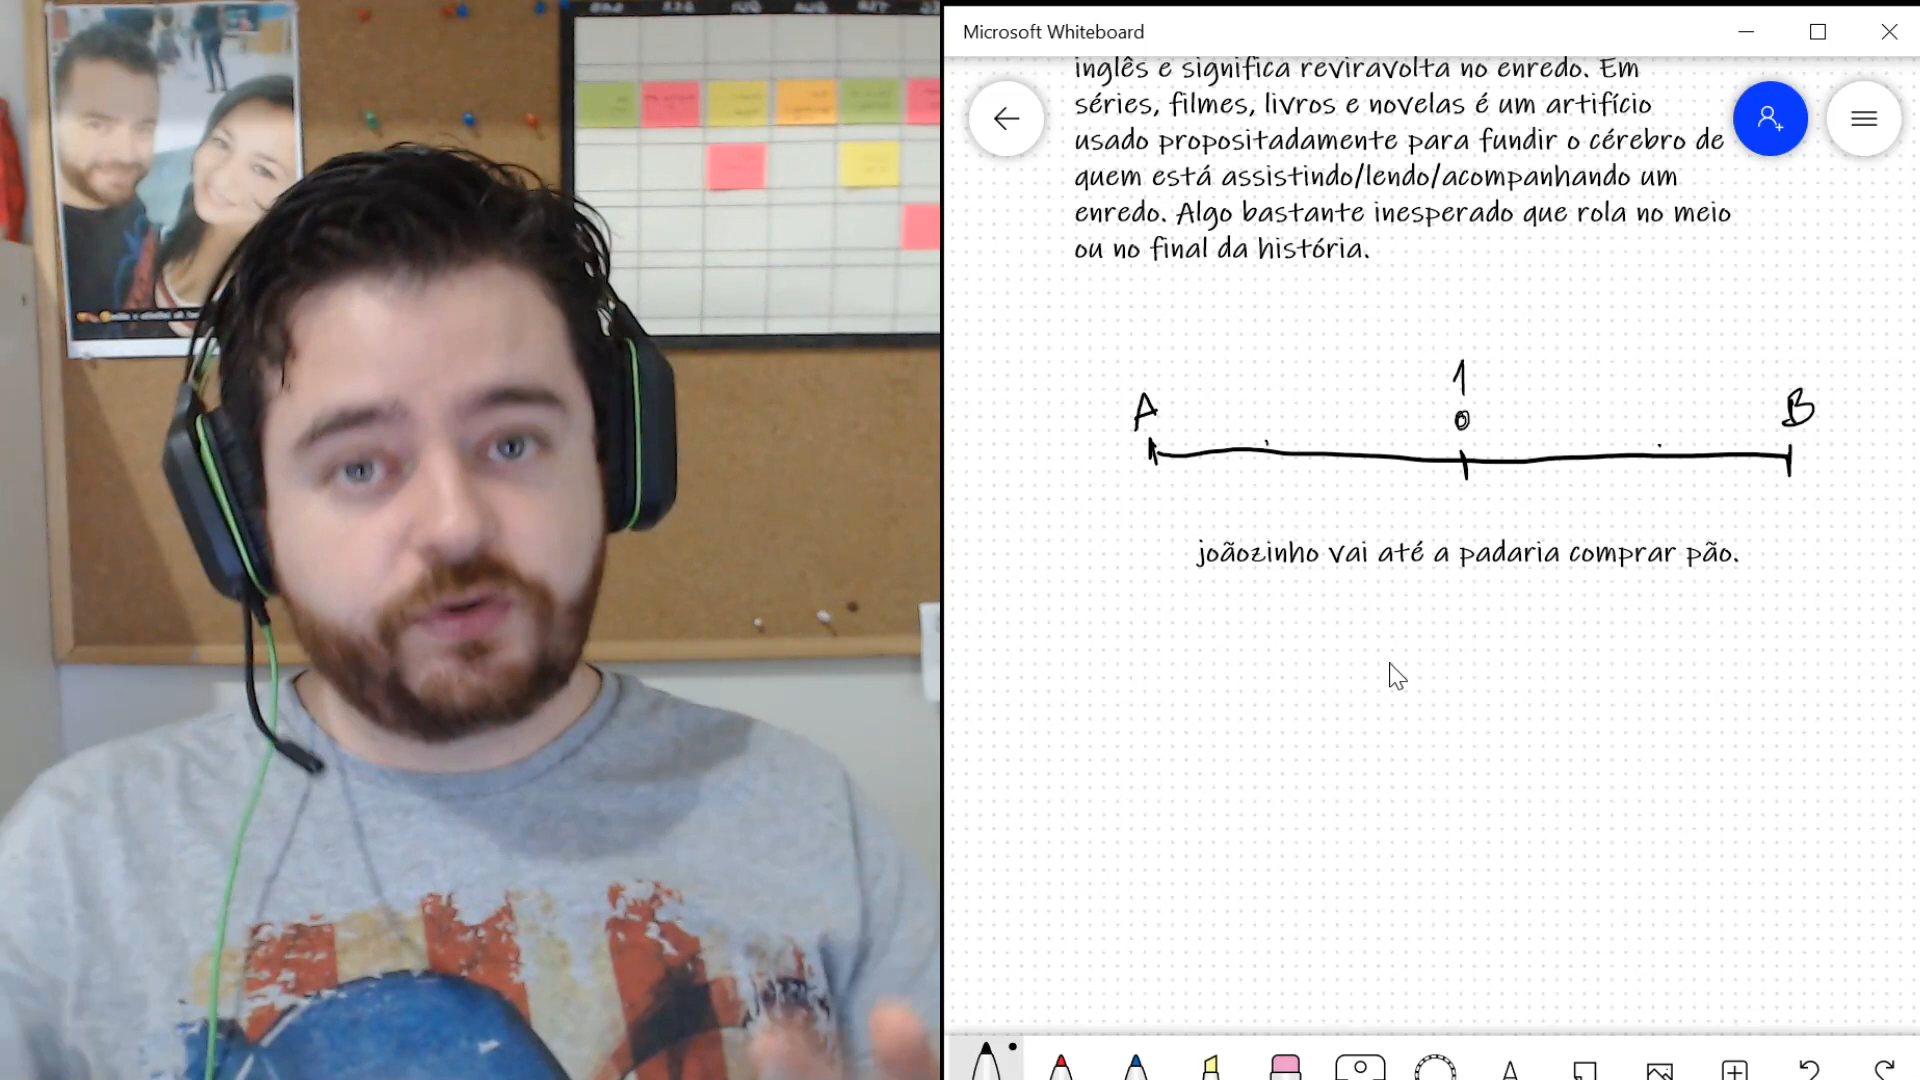 Microsoft Whiteboard
inglês e significa reviravolta no enredo. Em
séries, filmes, livros e novelas é um artifício
usado propositadamente para fundir o cérebro de
quem está assistindo/lendo/acompanhando um
enredo. Algo bastante inesperado que rola no meio
ou no final da história.
1
A
B
joãozinho vai até a padaria comprar pão.